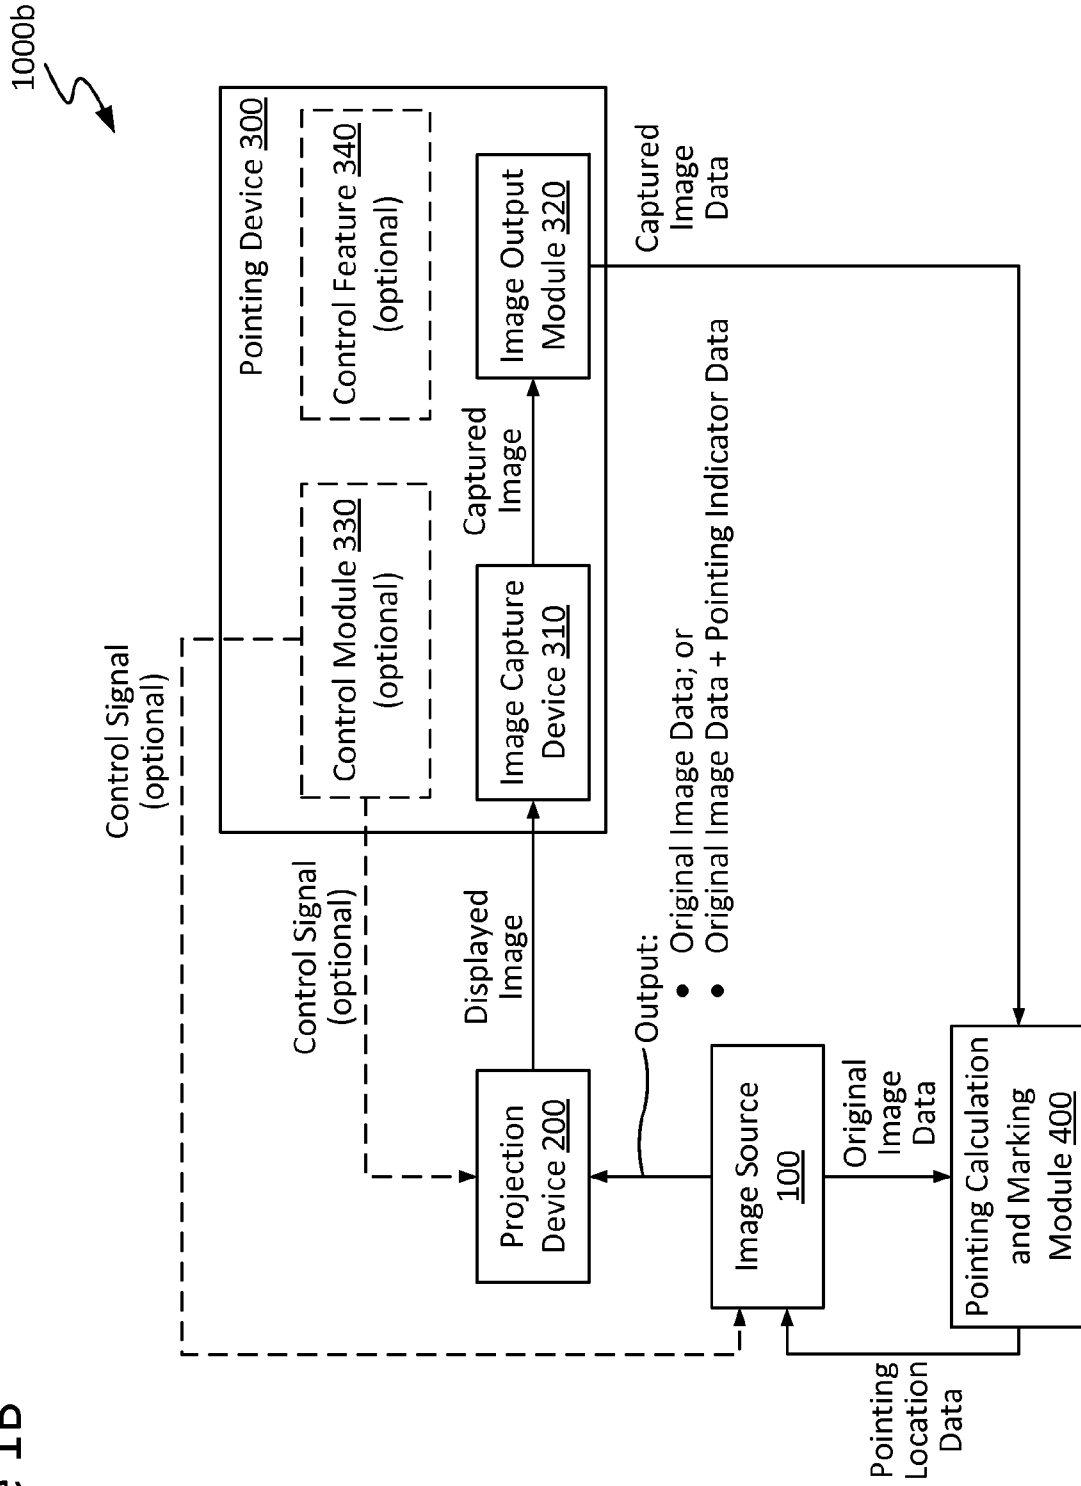 1000b
Pointing Device 300
Control Feature 340
(optional)
Control Module 330
(optional)
Image Capture
Device 310
Captured
Image
Image Output
Module 320
Control Signal
(optional)
Control Signal
(optional)
Displayed
Image
Captured
Image
Data
Projection
Device 200
Output:
• Original Image Data; or
• Original Image Data + Pointing Indicator Data
Image Source
100
Original
Image
Data
Pointing Calculation
and Marking
Module 400
Pointing
Location
Data
1B